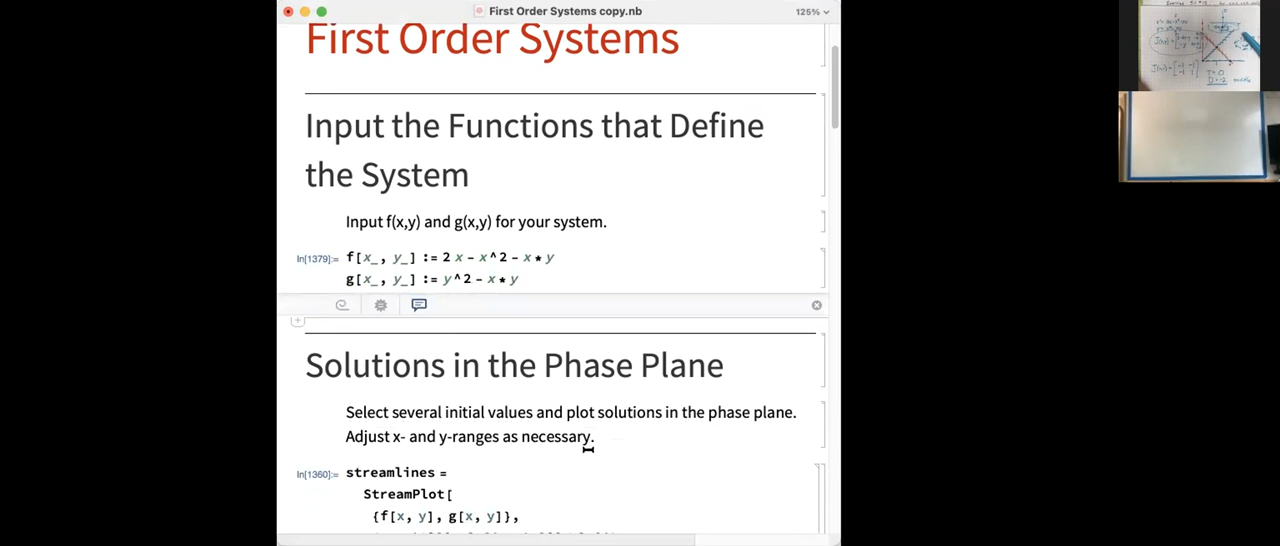 First Order Systems copy.nb
125%
First Order Systems
Input the Functions that Define
the System
Input f(x,y) and g(x,y) for your system.
In[1379]:= f[x_, y_] := 2 x - x^2 - x * y
g[x_, y_] := y^2 - x * y
Solutions in the Phase Plane
Select several initial values and plot solutions in the phase plane.
Adjust x- and y-ranges as necessary.
In[1360]:= streamlines =
StreamPlot[
{f[x, y], g[x, y]},